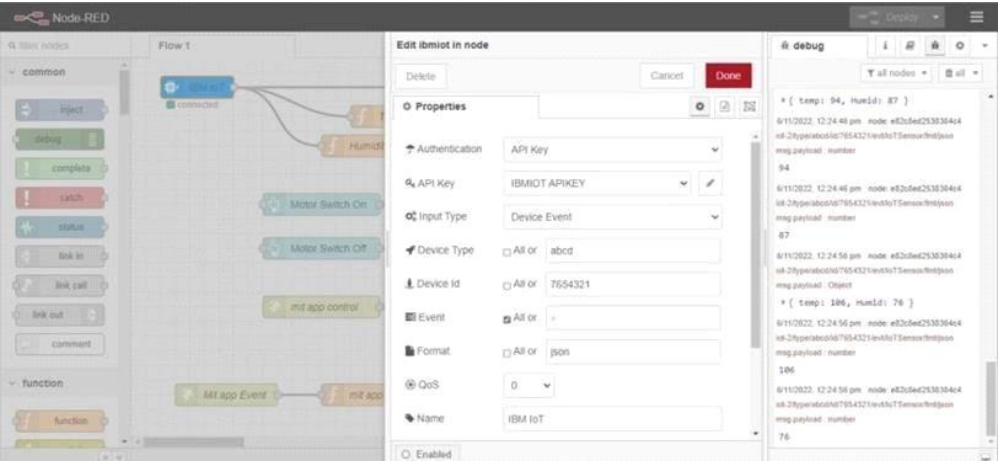 Node-RED
Deploy
filter nodes
Flow 1
Edit ibmiot in node
debug
common
Delete
Cancel
Done
all nodes
all
inject
IBM IoT
connected
Properties
{ temp: 94, Humid: 87 }
debug
Humidi
Authentication
API Key
6/11/2022, 12:24:46 pm
msg.payload : number
94
complete
API Key
IBMIOT APIKEY
6/11/2022, 12:24:46 pm
catch
Motor Switch On
Input Type
Device Event
msg.payload : number
87
status
Motor Switch Off
Device Type
All or
abcd
6/11/2022, 12:24:56 pm
link in
msg.payload : Object
link call
Device Id
All or
7654321
{ temp: 106, Humid: 76 }
link out
mit app control
Event
All or
+
6/11/2022, 12:24:56 pm
comment
Format
All or
json
msg.payload : number
106
function
QoS
0
6/11/2022, 12:24:56 pm
Mit app Event
mit app
function
Name
IBM IoT
msg.payload : number
76
Enabled